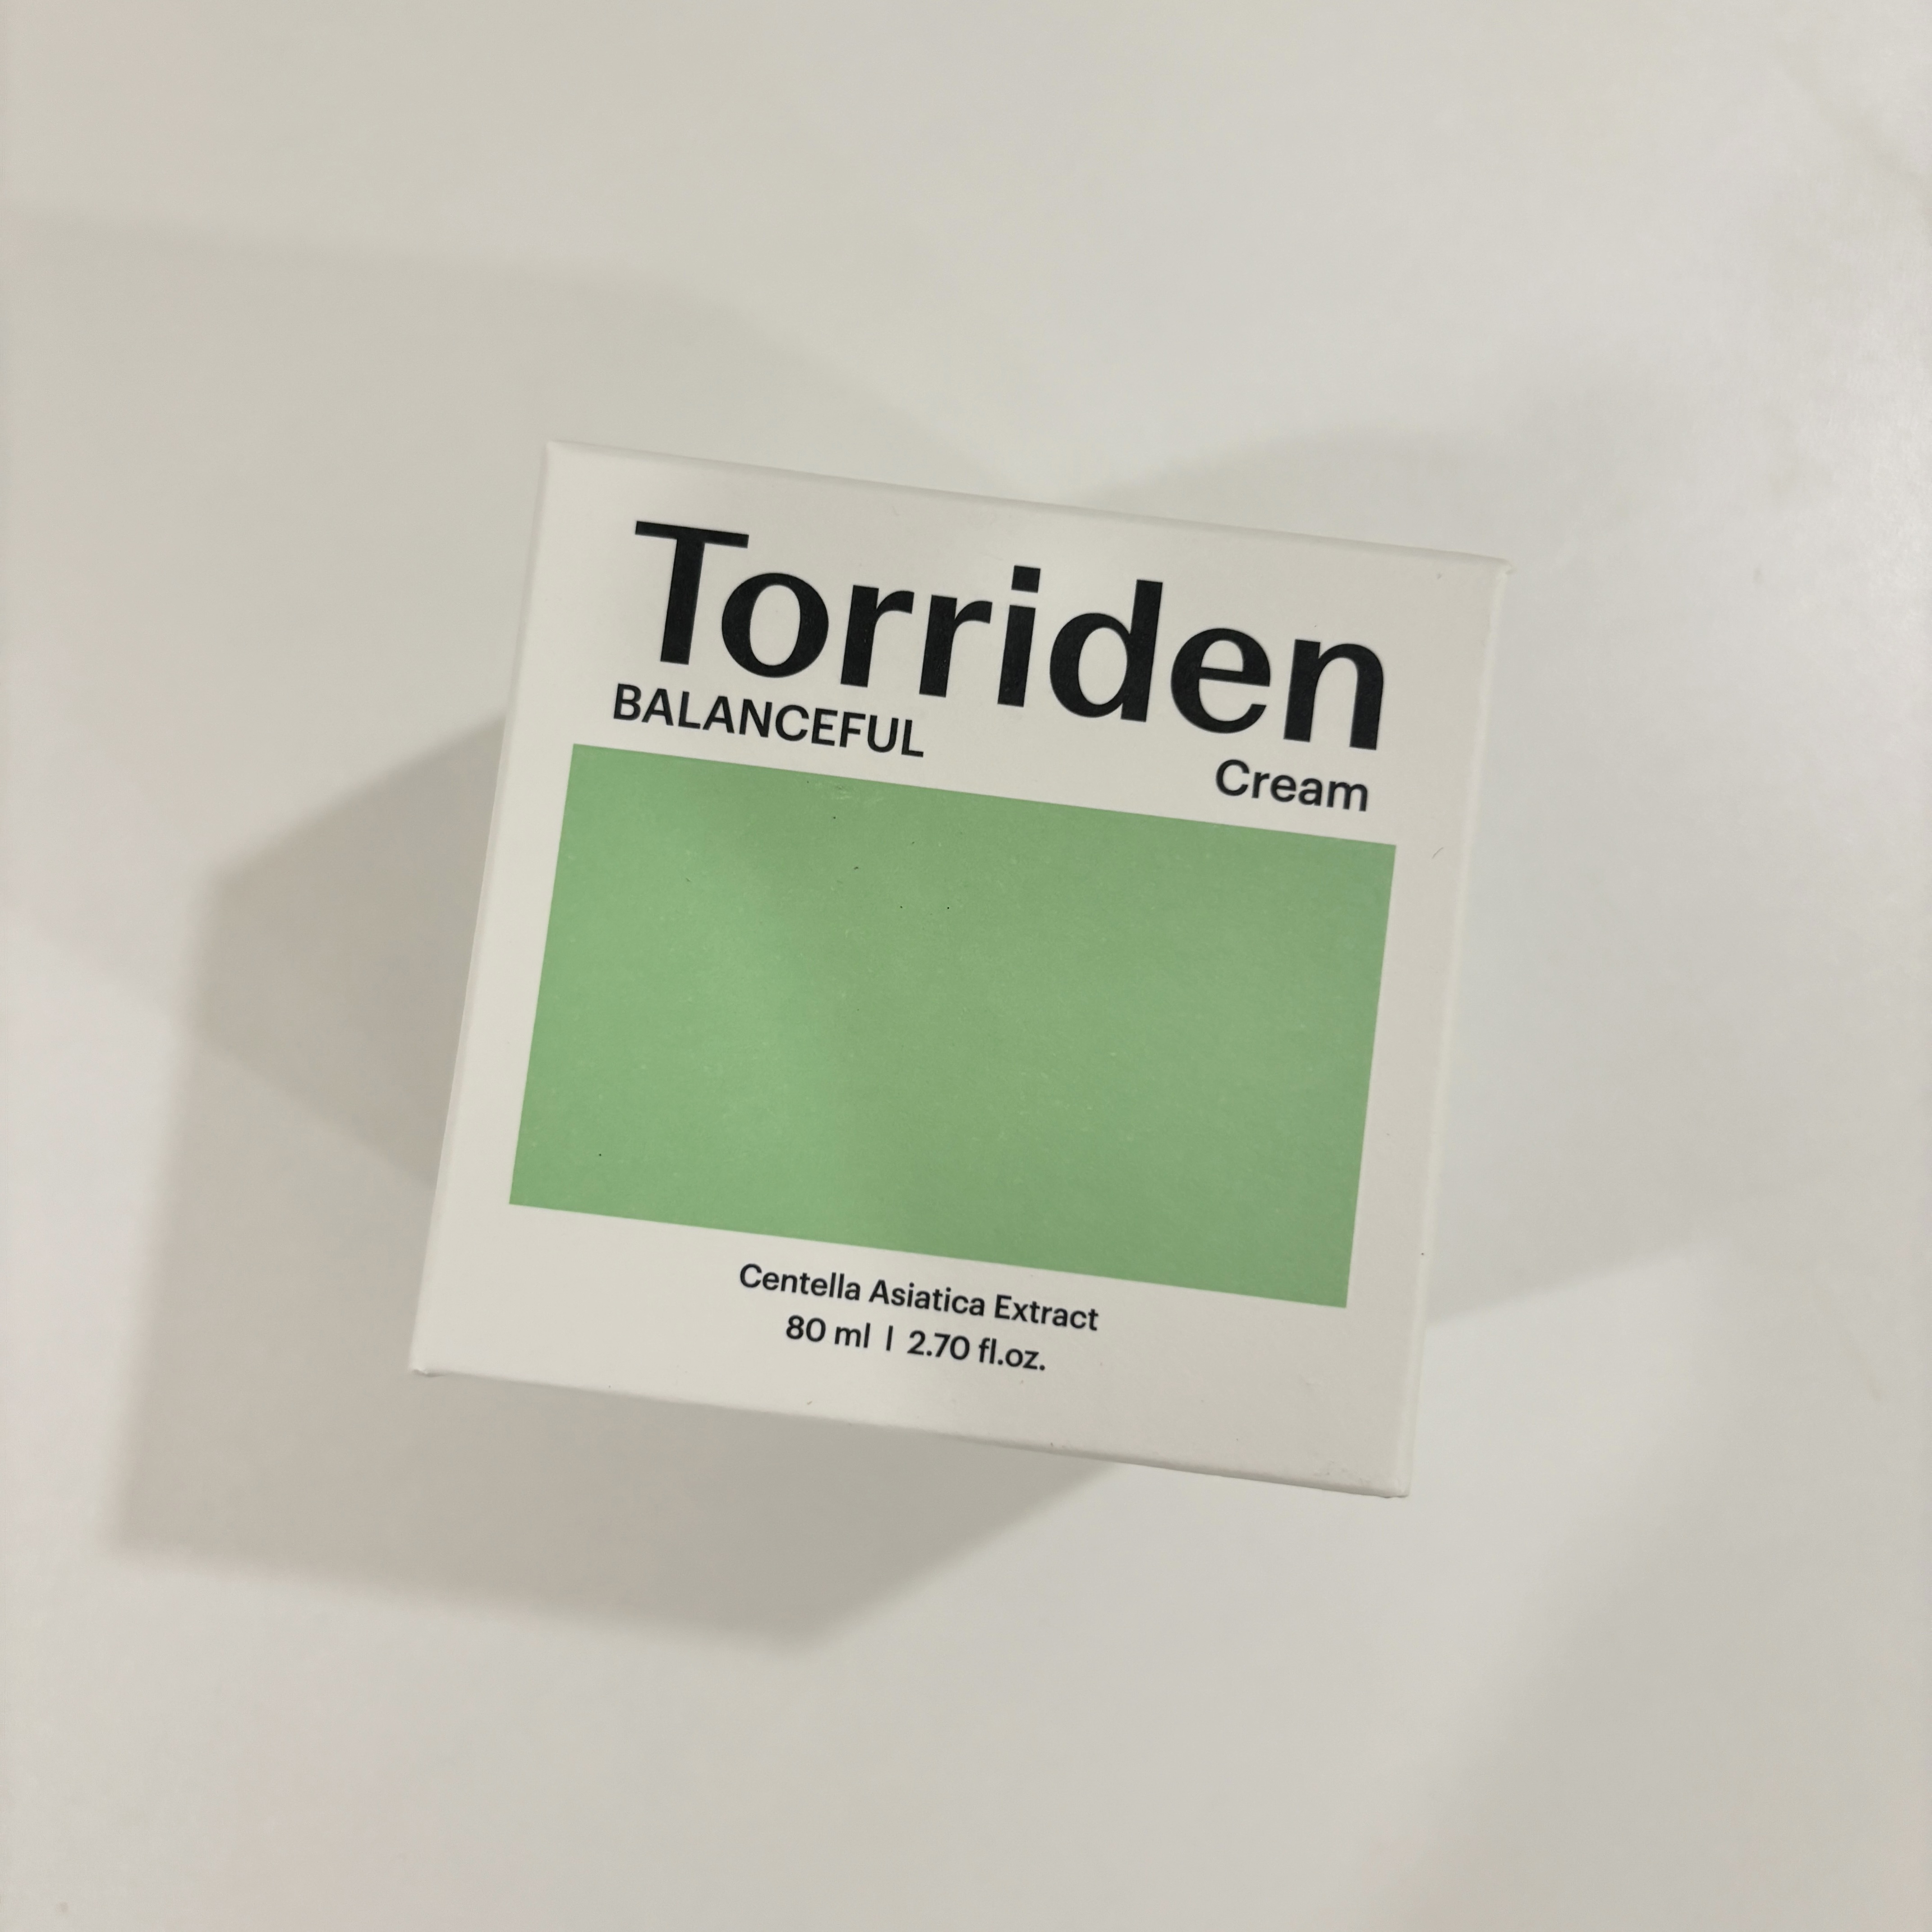 Torriden
BALANCEFUL
Cream
Centella Asiatica Extract
80 ml | 2.70 fl.oz.